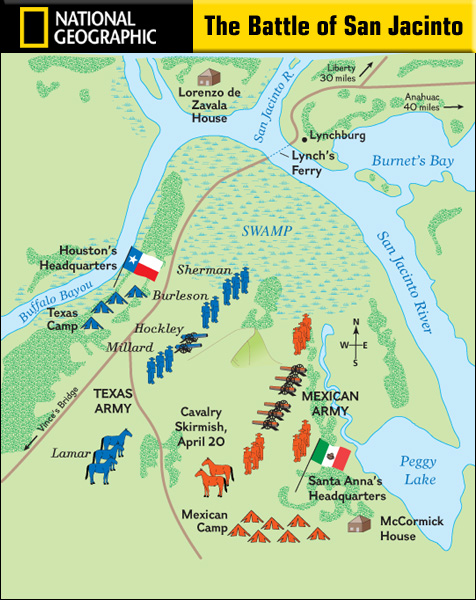 NATIONAL
GEOGRAPHIC
The Battle of San Jacinto
Liberty
30 miles
Anahuac
40 miles
Lorenzo de
Zavala
House
San Jacinto R.
Lynchburg
Lynch's
Ferry
Burnet's Bay
SWAMP
San Jacinto River
Houston's
Headquarters
Sherman
Buffalo Bayou
Burleson
Texas
Camp
Hockley
Millard
N
W
E
S
Vince's Bridge
TEXAS
ARMY
Cavalry
Skirmish,
April 20
MEXICAN
ARMY
Lamar
Peggy
Lake
Santa Anna's
Headquarters
Mexican
Camp
McCormick
House